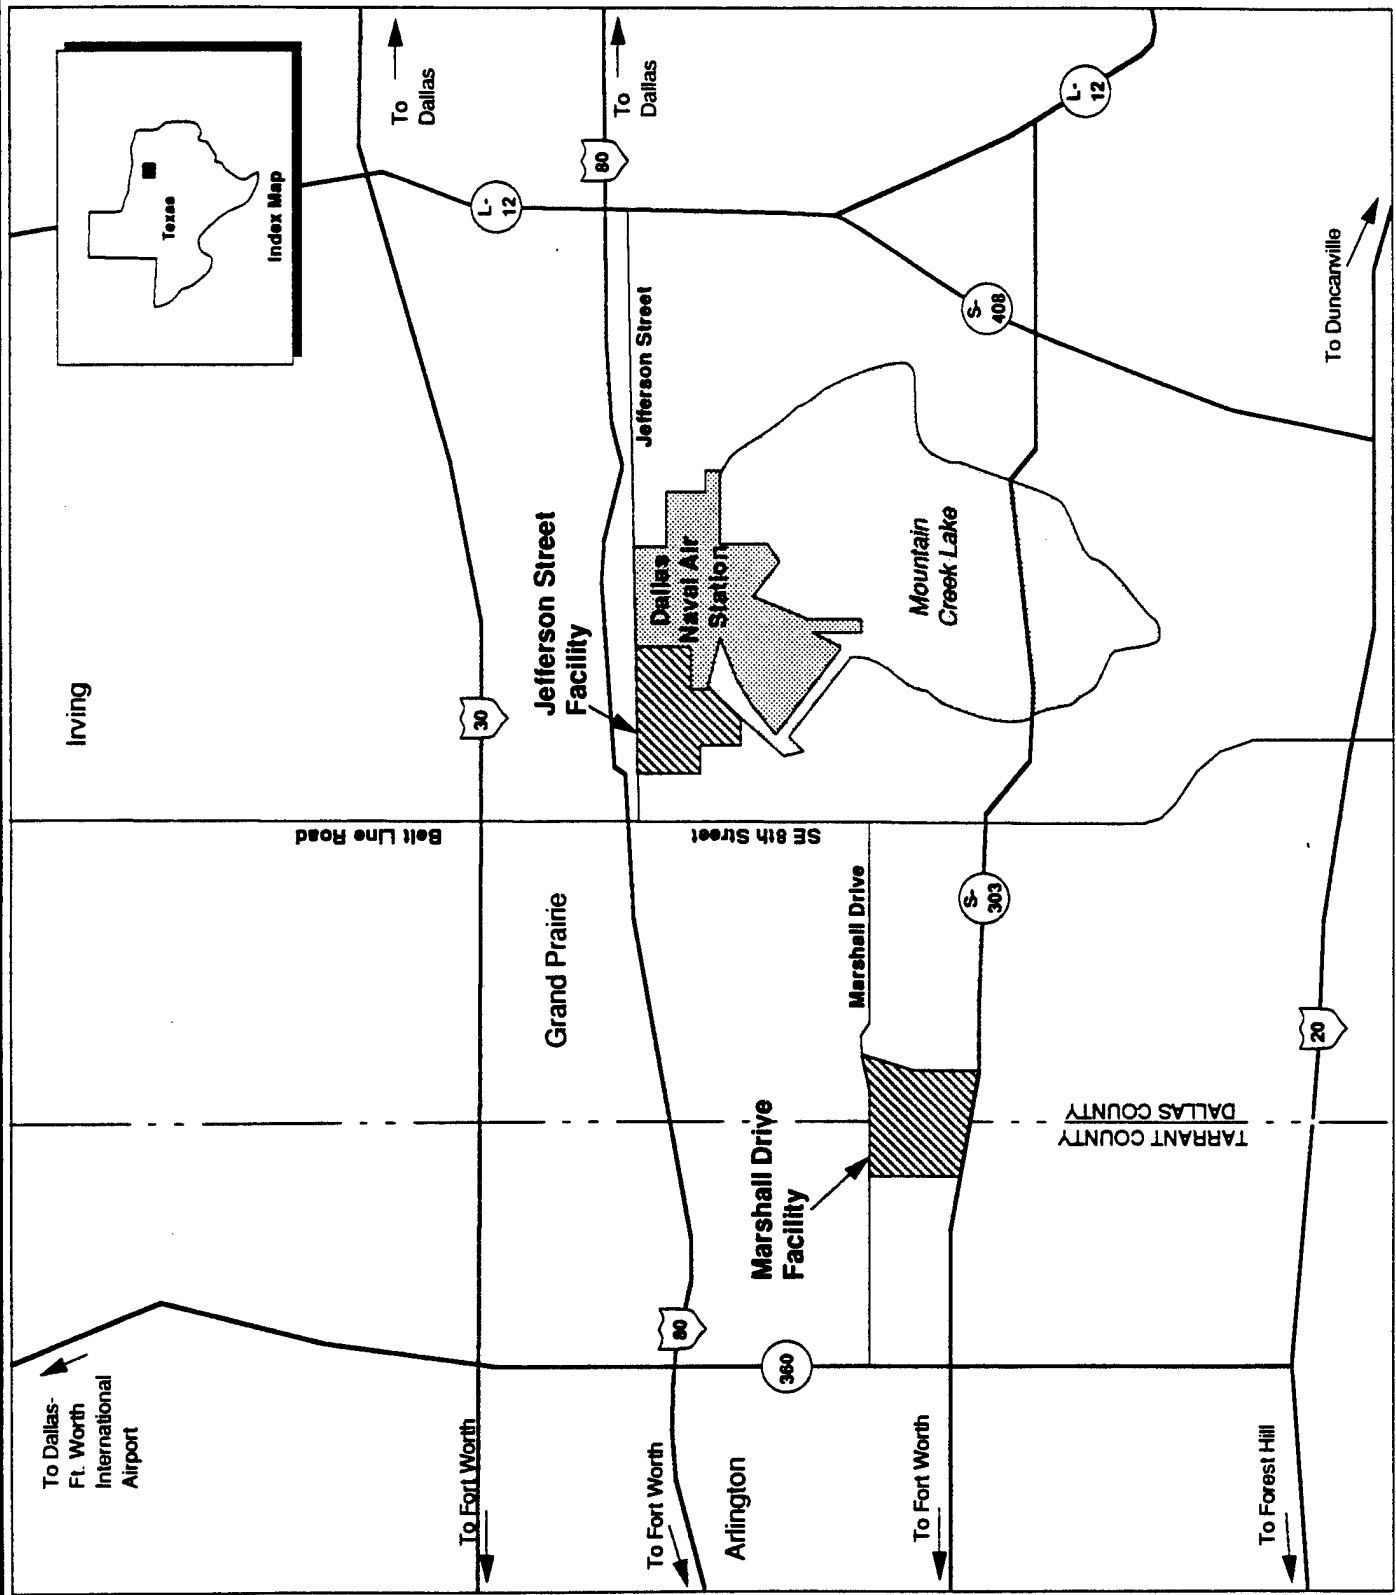 To Dallas-
Ft. Worth
International
Airport
Irving
Texas
Index Map
To
Dallas
To Fort Worth
30
L-
12
Belt Line Road
Grand Prairie
Jefferson Street
Facility
80
To
Dallas
Jefferson Street
To Fort Worth
80
Arlington
SE 8th Street
Dallas
Naval Air
Station
Marshall Drive
Facility
360
Marshall Drive
Mountain
Creek Lake
To Fort Worth
S-
303
S-
408
L-
12
TARRANT COUNTY
DALLAS COUNTY
To Forest Hill
20
To Duncanville